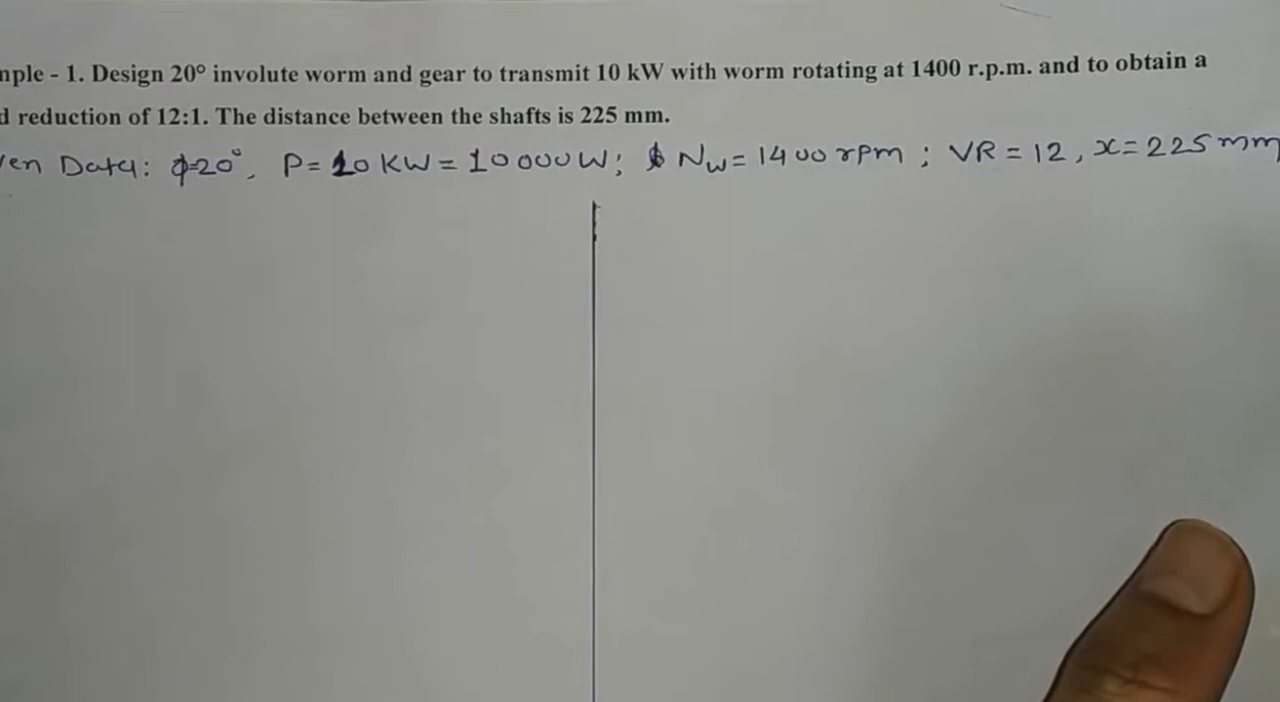 mple - 1. Design 20° involute worm and gear to transmit 10 kW with worm rotating at 1400 r.p.m. and to obtain a
d reduction of 12:1. The distance between the shafts is 225 mm.
ven Data: ϕ=20°, P= 10 KW = 10000W; N_w = 1400 rpm ; VR = 12, x= 225 mm